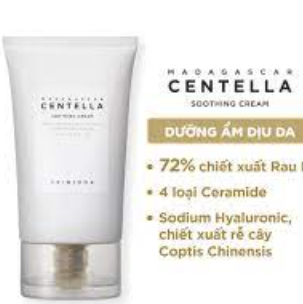 MADAGASCAR
CENTELLA
SOOTHING CREAM
SKIN1004
MADAGASCAR
CENTELLA
SOOTHING CREAM
DƯỠNG ẨM DỊU DA
• 72% chiết xuất Rau
• 4 loại Ceramide
• Sodium Hyaluronic,
chiết xuất rễ cây
Coptis Chinensis